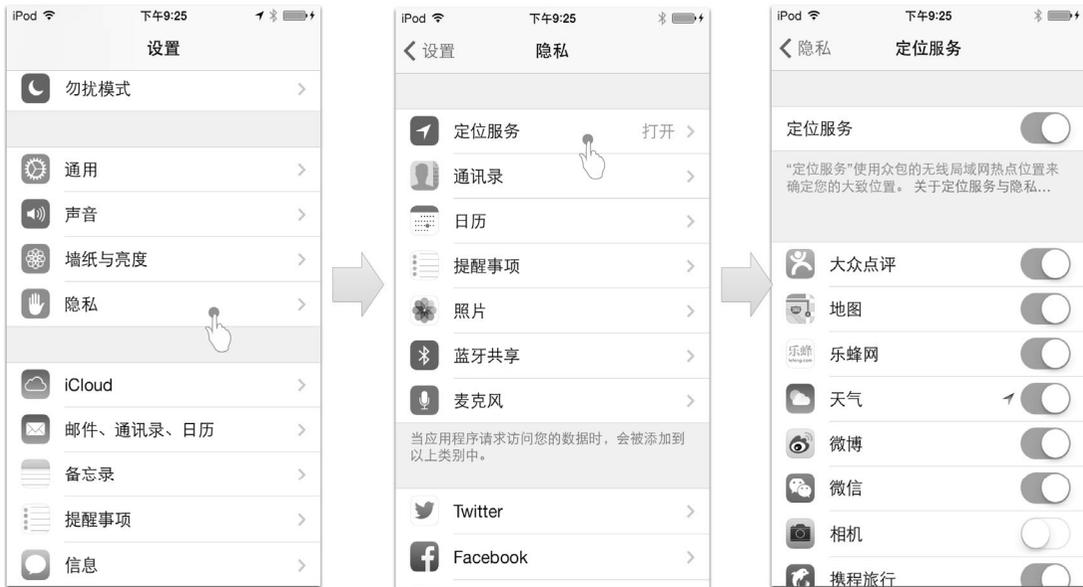 iPod
下午9:25
设置
勿扰模式
通用
声音
墙纸与亮度
隐私
iCloud
邮件、通讯录、日历
备忘录
提醒事项
信息
iPod
下午9:25
设置
隐私
定位服务
打开
通讯录
日历
提醒事项
照片
蓝牙共享
麦克风
当应用程序请求访问您的数据时，会被添加到
以上类别中。
Twitter
Facebook
iPod
下午9:25
隐私
定位服务
定位服务
“定位服务”使用众包的无线局域网热点位置来
确定您的大致位置。 关于定位服务与隐私...
大众点评
地图
乐蜂网
乐蜂
lefeng.com
天气
微博
微信
相机
携程旅行